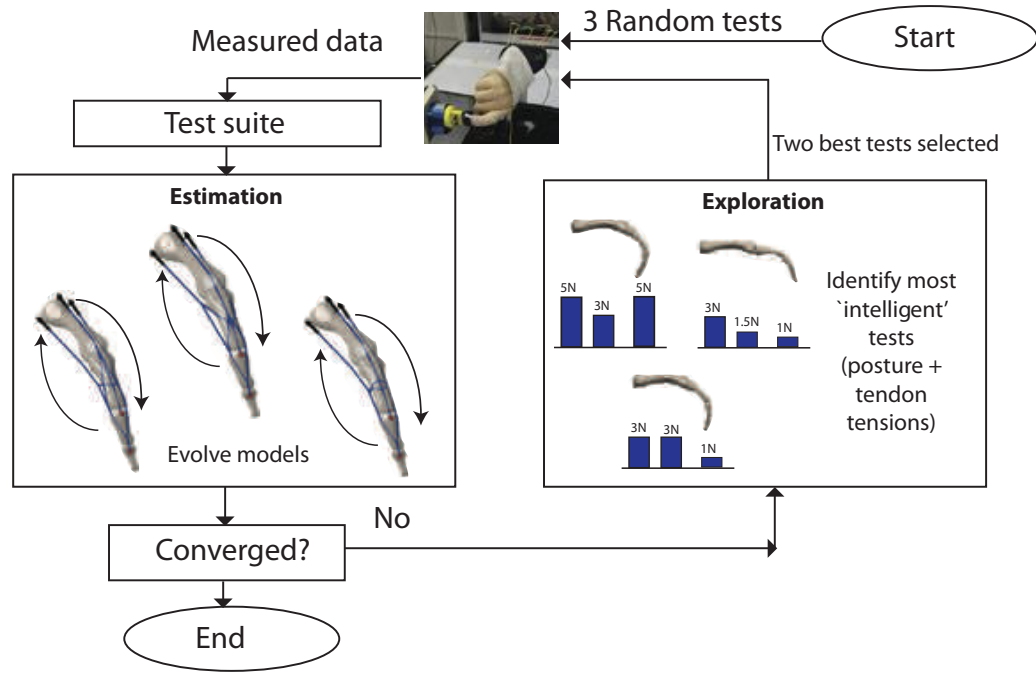 3 Random tests
Start
Measured data
Test suite
Two best tests selected
Estimation
Evolve models
Exploration
5N
3N
5N
3N
1.5N
1N
3N
3N
1N
Identify most
`intelligent’
tests
(posture +
tendon
tensions)
Converged?
No
End